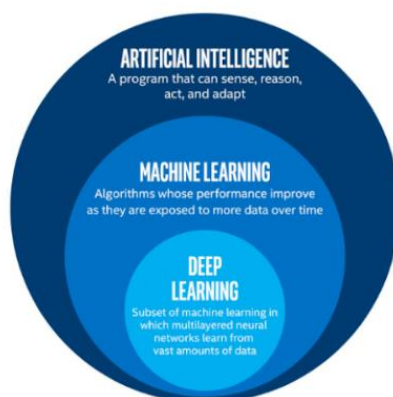 ARTIFICIAL INTELLIGENCE
A program that can sense, reason,
act, and adapt
MACHINE LEARNING
Algorithms whose performance improve
as they are exposed to more data over time
DEEP
LEARNING
Subset of machine learning in
which multilayered neural
networks learn from
vast amounts of data